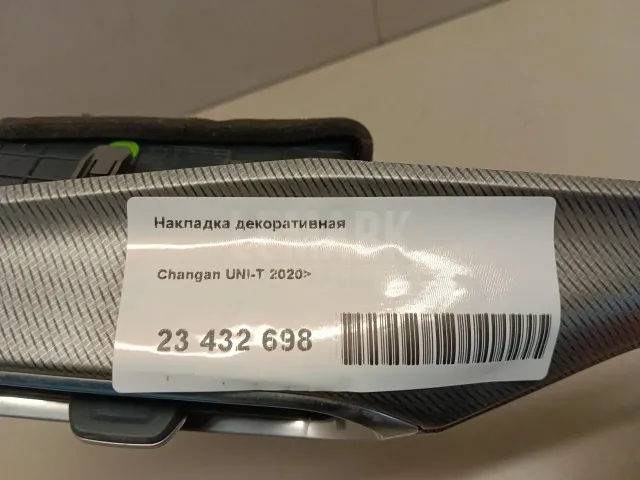 Накладка декоративная
Changan UNI-T 2020>
23 432 698